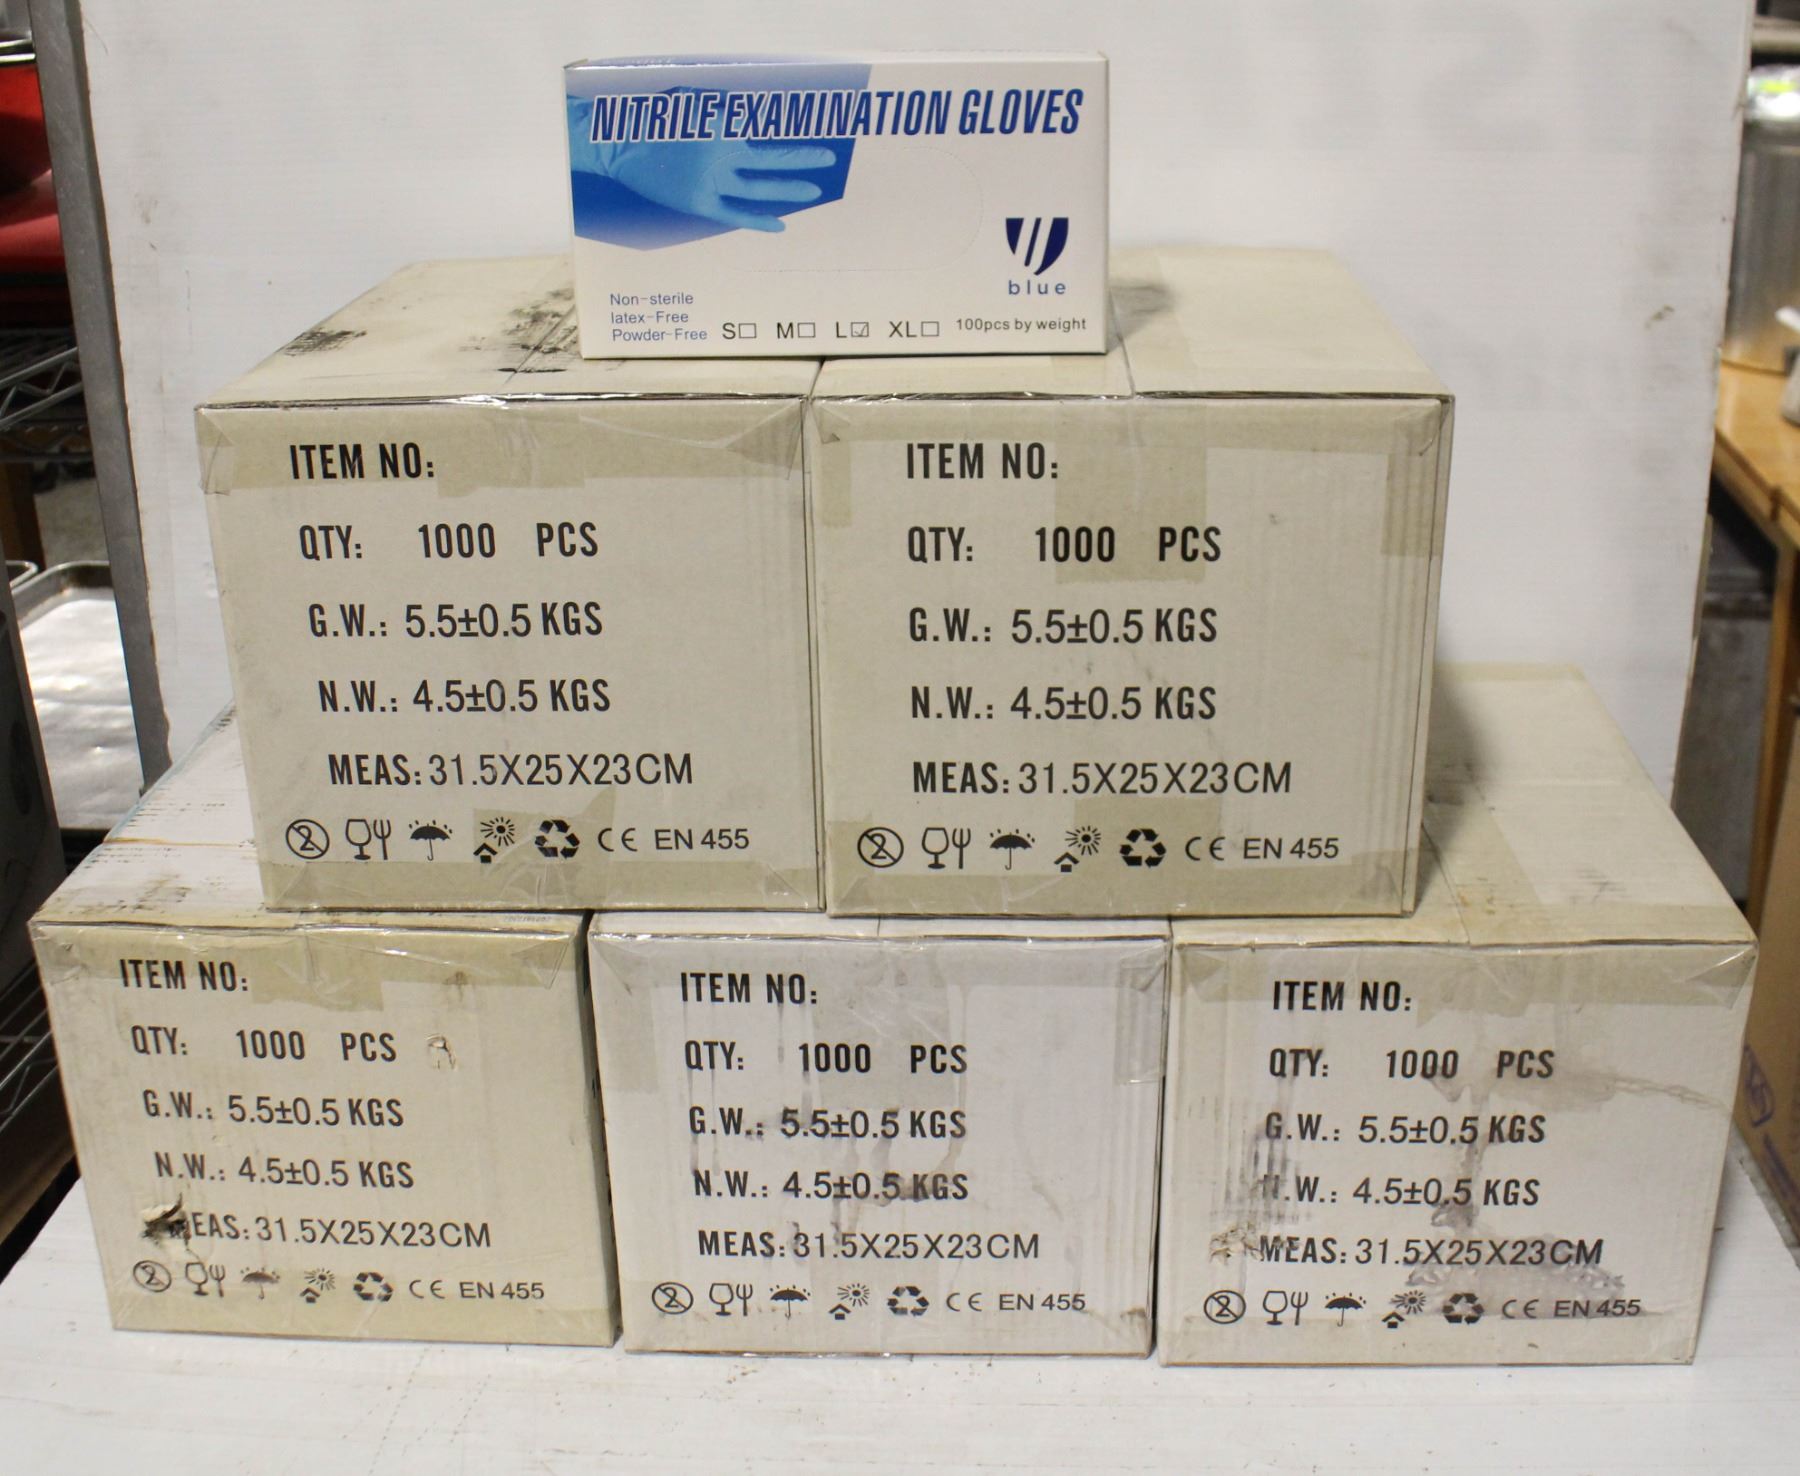 NITRILE EXAMINATION GLOVES
blue
Non-sterile
latex-Free
Powder-Free S☐ M☐ L☑ XL☐ 100pcs by weight
ITEM NO:
QTY: 1000 PCS
G.W.: 5.5±0.5 KGS
N.W.: 4.5±0.5 KGS
MEAS: 31.5X25X23CM
CE EN 455
ITEM NO:
QTY: 1000 PCS
G.W.: 5.5±0.5 KGS
N.W.: 4.5±0.5 KGS
MEAS: 31.5X25X23CM
CE EN 455
ITEM NO:
QTY: 1000 PCS
G.W.: 5.5±0.5 KGS
N.W.: 4.5±0.5 KGS
EAS: 31.5X25X23CM
CE EN 455
ITEM NO:
QTY: 1000 PCS
G.W.: 5.5±0.5 KGS
N.W.: 4.5±0.5 KGS
MEAS: 31.5X25X23CM
CE EN 455
ITEM NO:
QTY: 1000 PCS
G.W.: 5.5±0.5 KGS
N.W.: 4.5±0.5 KGS
MEAS: 31.5X25X23CM
CE EN 455